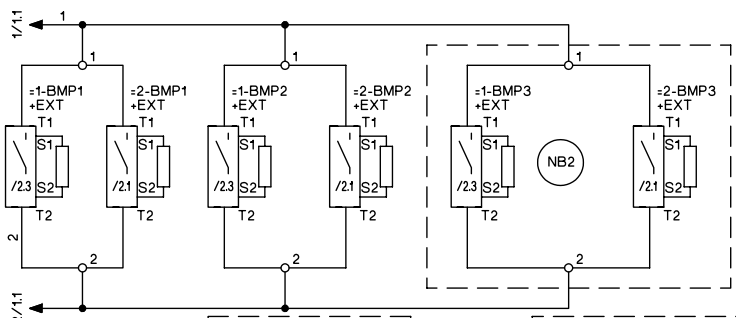 1/1.1
1
1
1
1
=1-BMP1
+EXT
=2-BMP1
+EXT
=1-BMP2
+EXT
=2-BMP2
+EXT
=1-BMP3
+EXT
=2-BMP3
+EXT
T1
S1
S2
T2
/2.3
T1
S1
S2
T2
/2.1
T1
S1
S2
T2
/2.3
T1
S1
S2
T2
/2.1
T1
S1
S2
T2
/2.3
NB2
T1
S1
S2
T2
/2.1
2
2
2
2
2/1.1